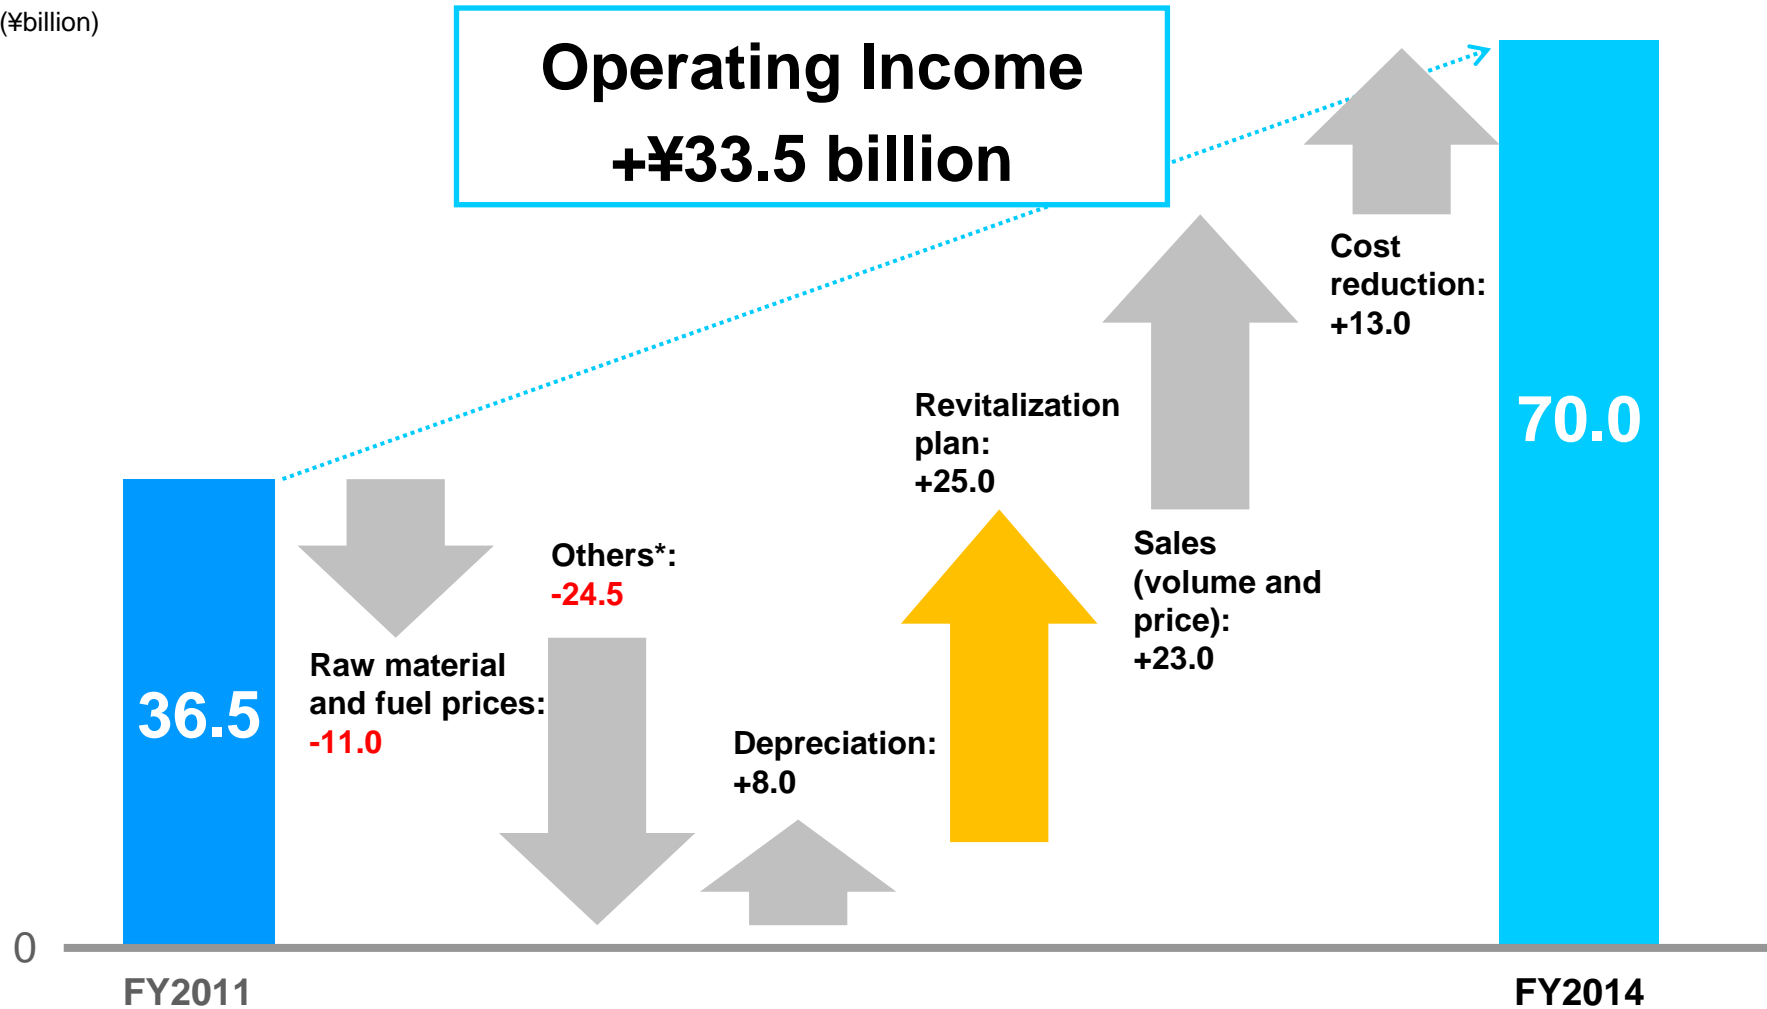 (¥billion)
Operating Income
+¥33.5 billion
Cost
reduction:
+13.0
Revitalization
plan:
+25.0
70.0
Others*:
-24.5
Sales
(volume and
price):
+23.0
Raw material
and fuel prices:
-11.0
36.5
Depreciation:
+8.0
0
FY2011
FY2014